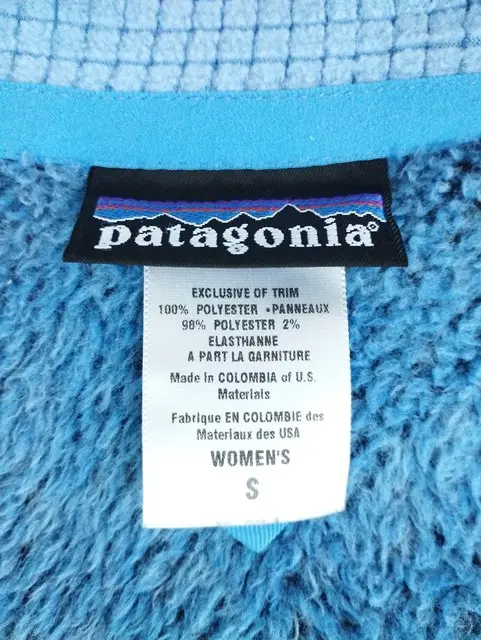 patagonia®
EXCLUSIVE OF TRIM
100% POLYESTER •PANNEAUX
98% POLYESTER 2%
ELASTHANNE
A PART LA GARNITURE
Made in COLOMBIA of U.S.
Materials
Fabrique EN COLOMBIE des
Materiaux des USA
WOMEN'S
S